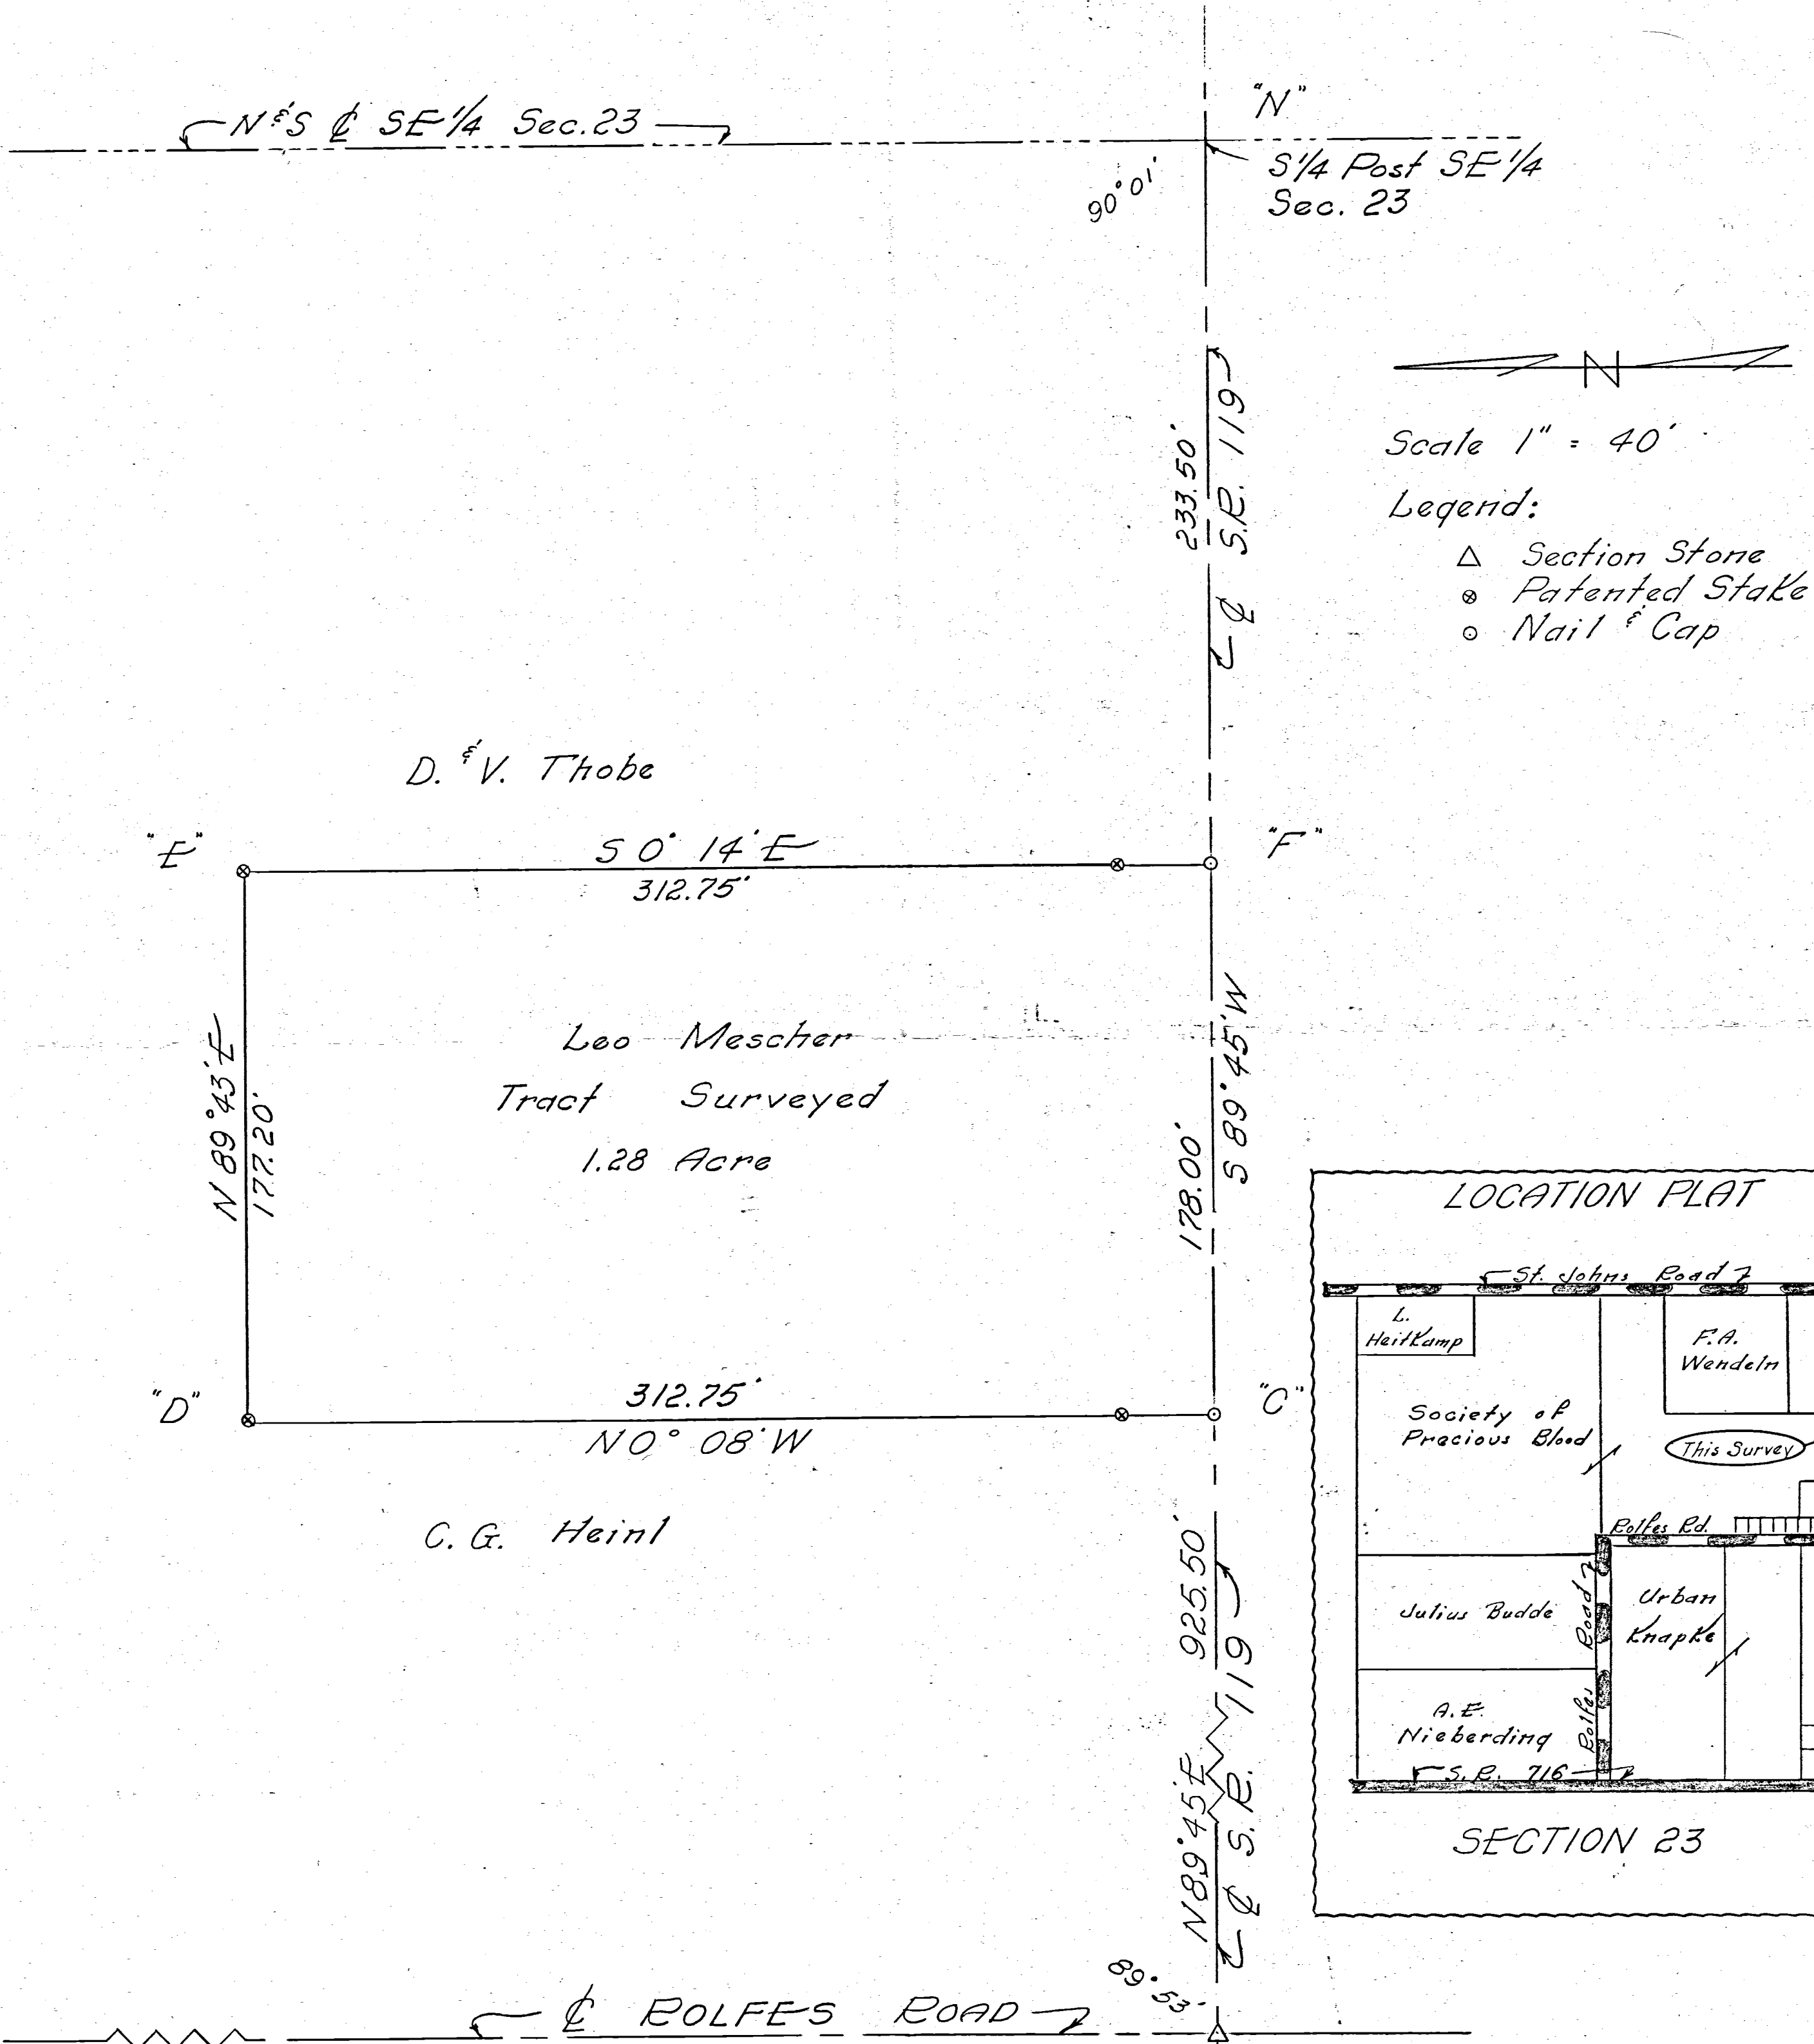 N & S ℄ SE 1/4 Sec. 23
"N"
S 1/4 Post SE 1/4
Sec. 23
90° 01'
233.50'
℄ S.R. 119
N
Scale 1" = 40'
Legend:
△ Section Stone
⊗ Patented Stake
⊙ Nail & Cap
D. & V. Thobe
"E"
S 0° 14' E
312.75'
"F"
N 89° 43' E
177.20'
Leo Mescher
Tract Surveyed
1.28 Acre
178.00'
S 89° 45' W
"D"
312.75'
N 0° 08' W
"C"
C. G. Heinl
N 89° 45' E 925.50'
℄ S.R. 119
89° 53'
℄ ROLFES ROAD
LOCATION PLAT
St. Johns Road
L.
Heitkamp
F.A.
Wendeln
Society of
Precious Blood
This Survey
Rolfes Rd.
Julius Budde
Rolfes Road
Urban
Knapke
A.E.
Nieberding
S.R. 716
SECTION 23